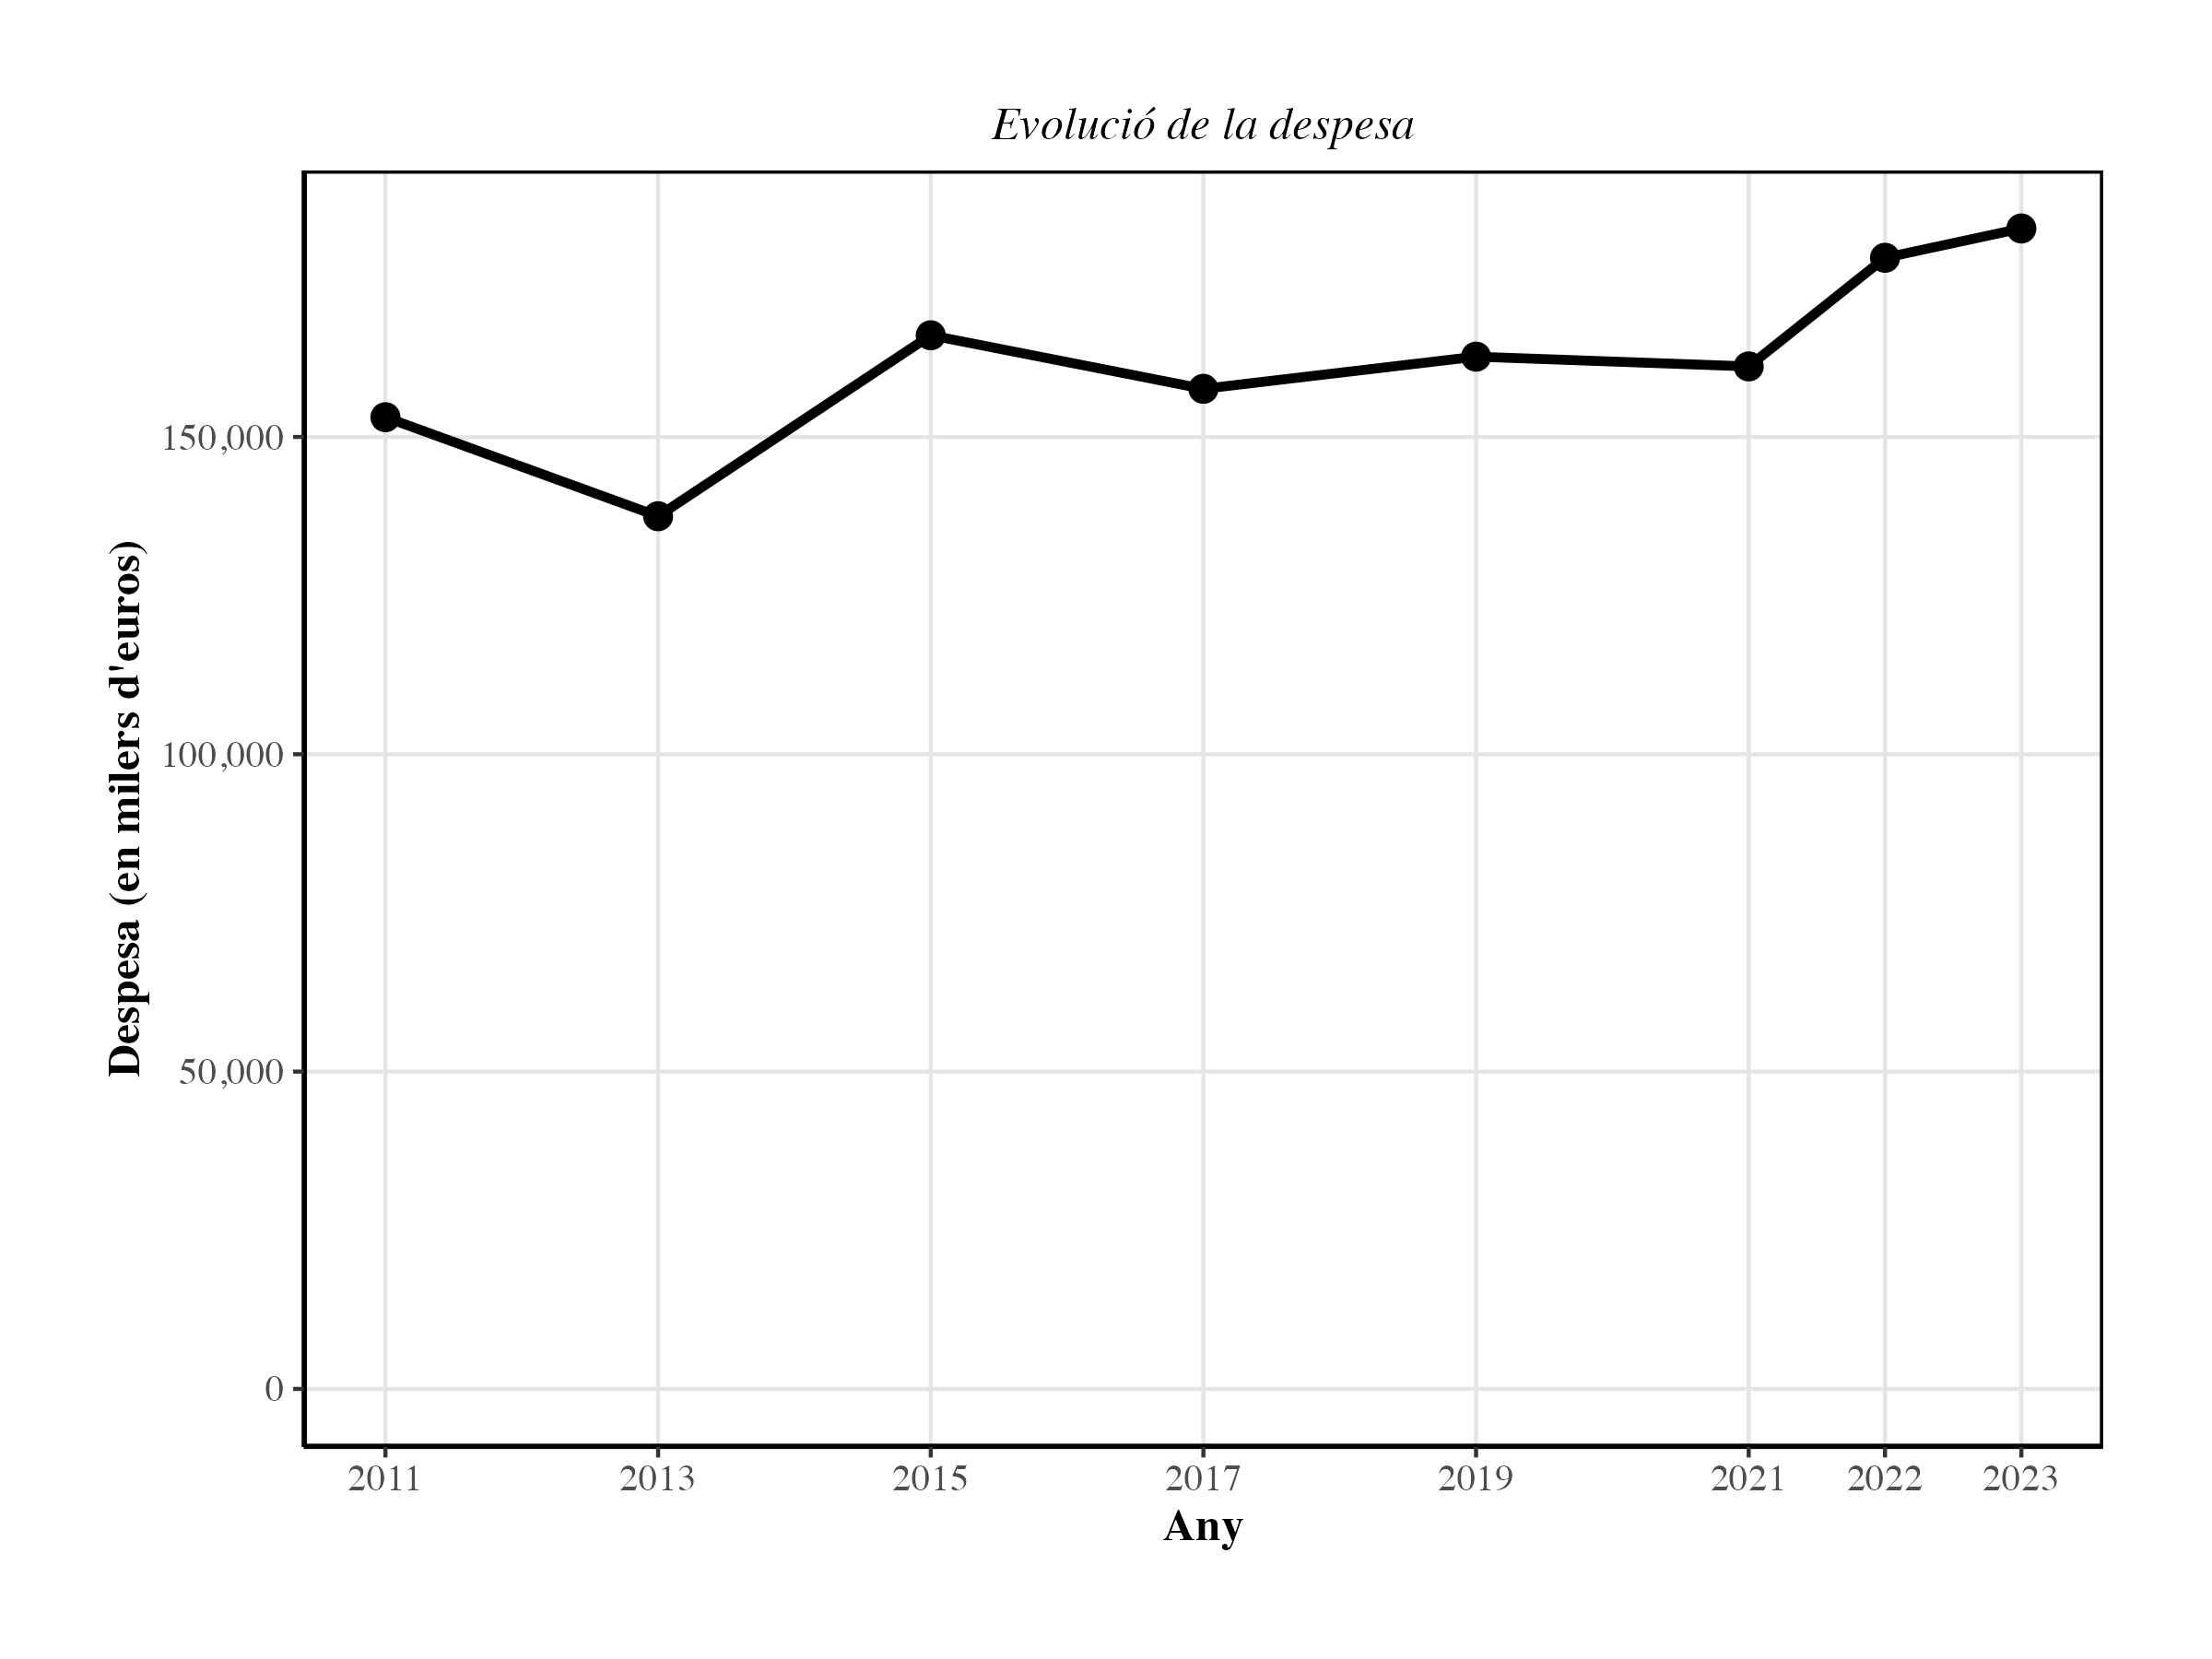 Evolució de la despesa
Despesa (en milers d'euros)
150,000
100,000
50,000
0
2011 2013 2015 2017 2019 2021 2022 2023
Any